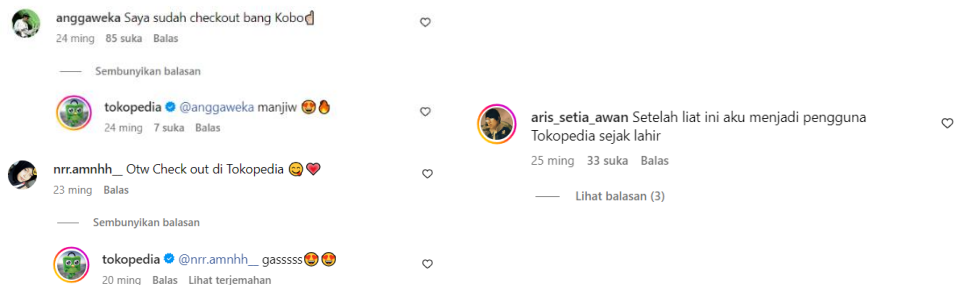 anggaweka Saya sudah checkout bang Kobo☝🏻
24 ming 85 suka Balas
Sembunyikan balasan
tokopedia @anggaweka manjiw 😍🔥
24 ming 7 suka Balas
nrr.amnhh__ Otw Check out di Tokopedia 😋💗
23 ming Balas
Sembunyikan balasan
tokopedia @nrr.amnhh__ gasssss😍😍
20 ming Balas Lihat terjemahan
aris_setia_awan Setelah liat ini aku menjadi pengguna
Tokopedia sejak lahir
25 ming 33 suka Balas
Lihat balasan (3)